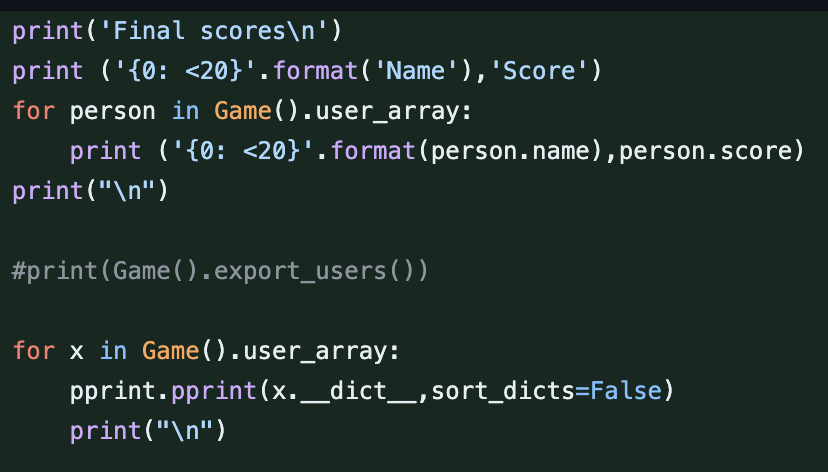 print('Final scores\n')
print ('{0: <20}'.format('Name'),'Score')
for person in Game().user_array:
    print ('{0: <20}'.format(person.name),person.score)
print("\n")
#print(Game().export_users())
for x in Game().user_array:
    pprint.pprint(x.__dict__,sort_dicts=False)
    print("\n")